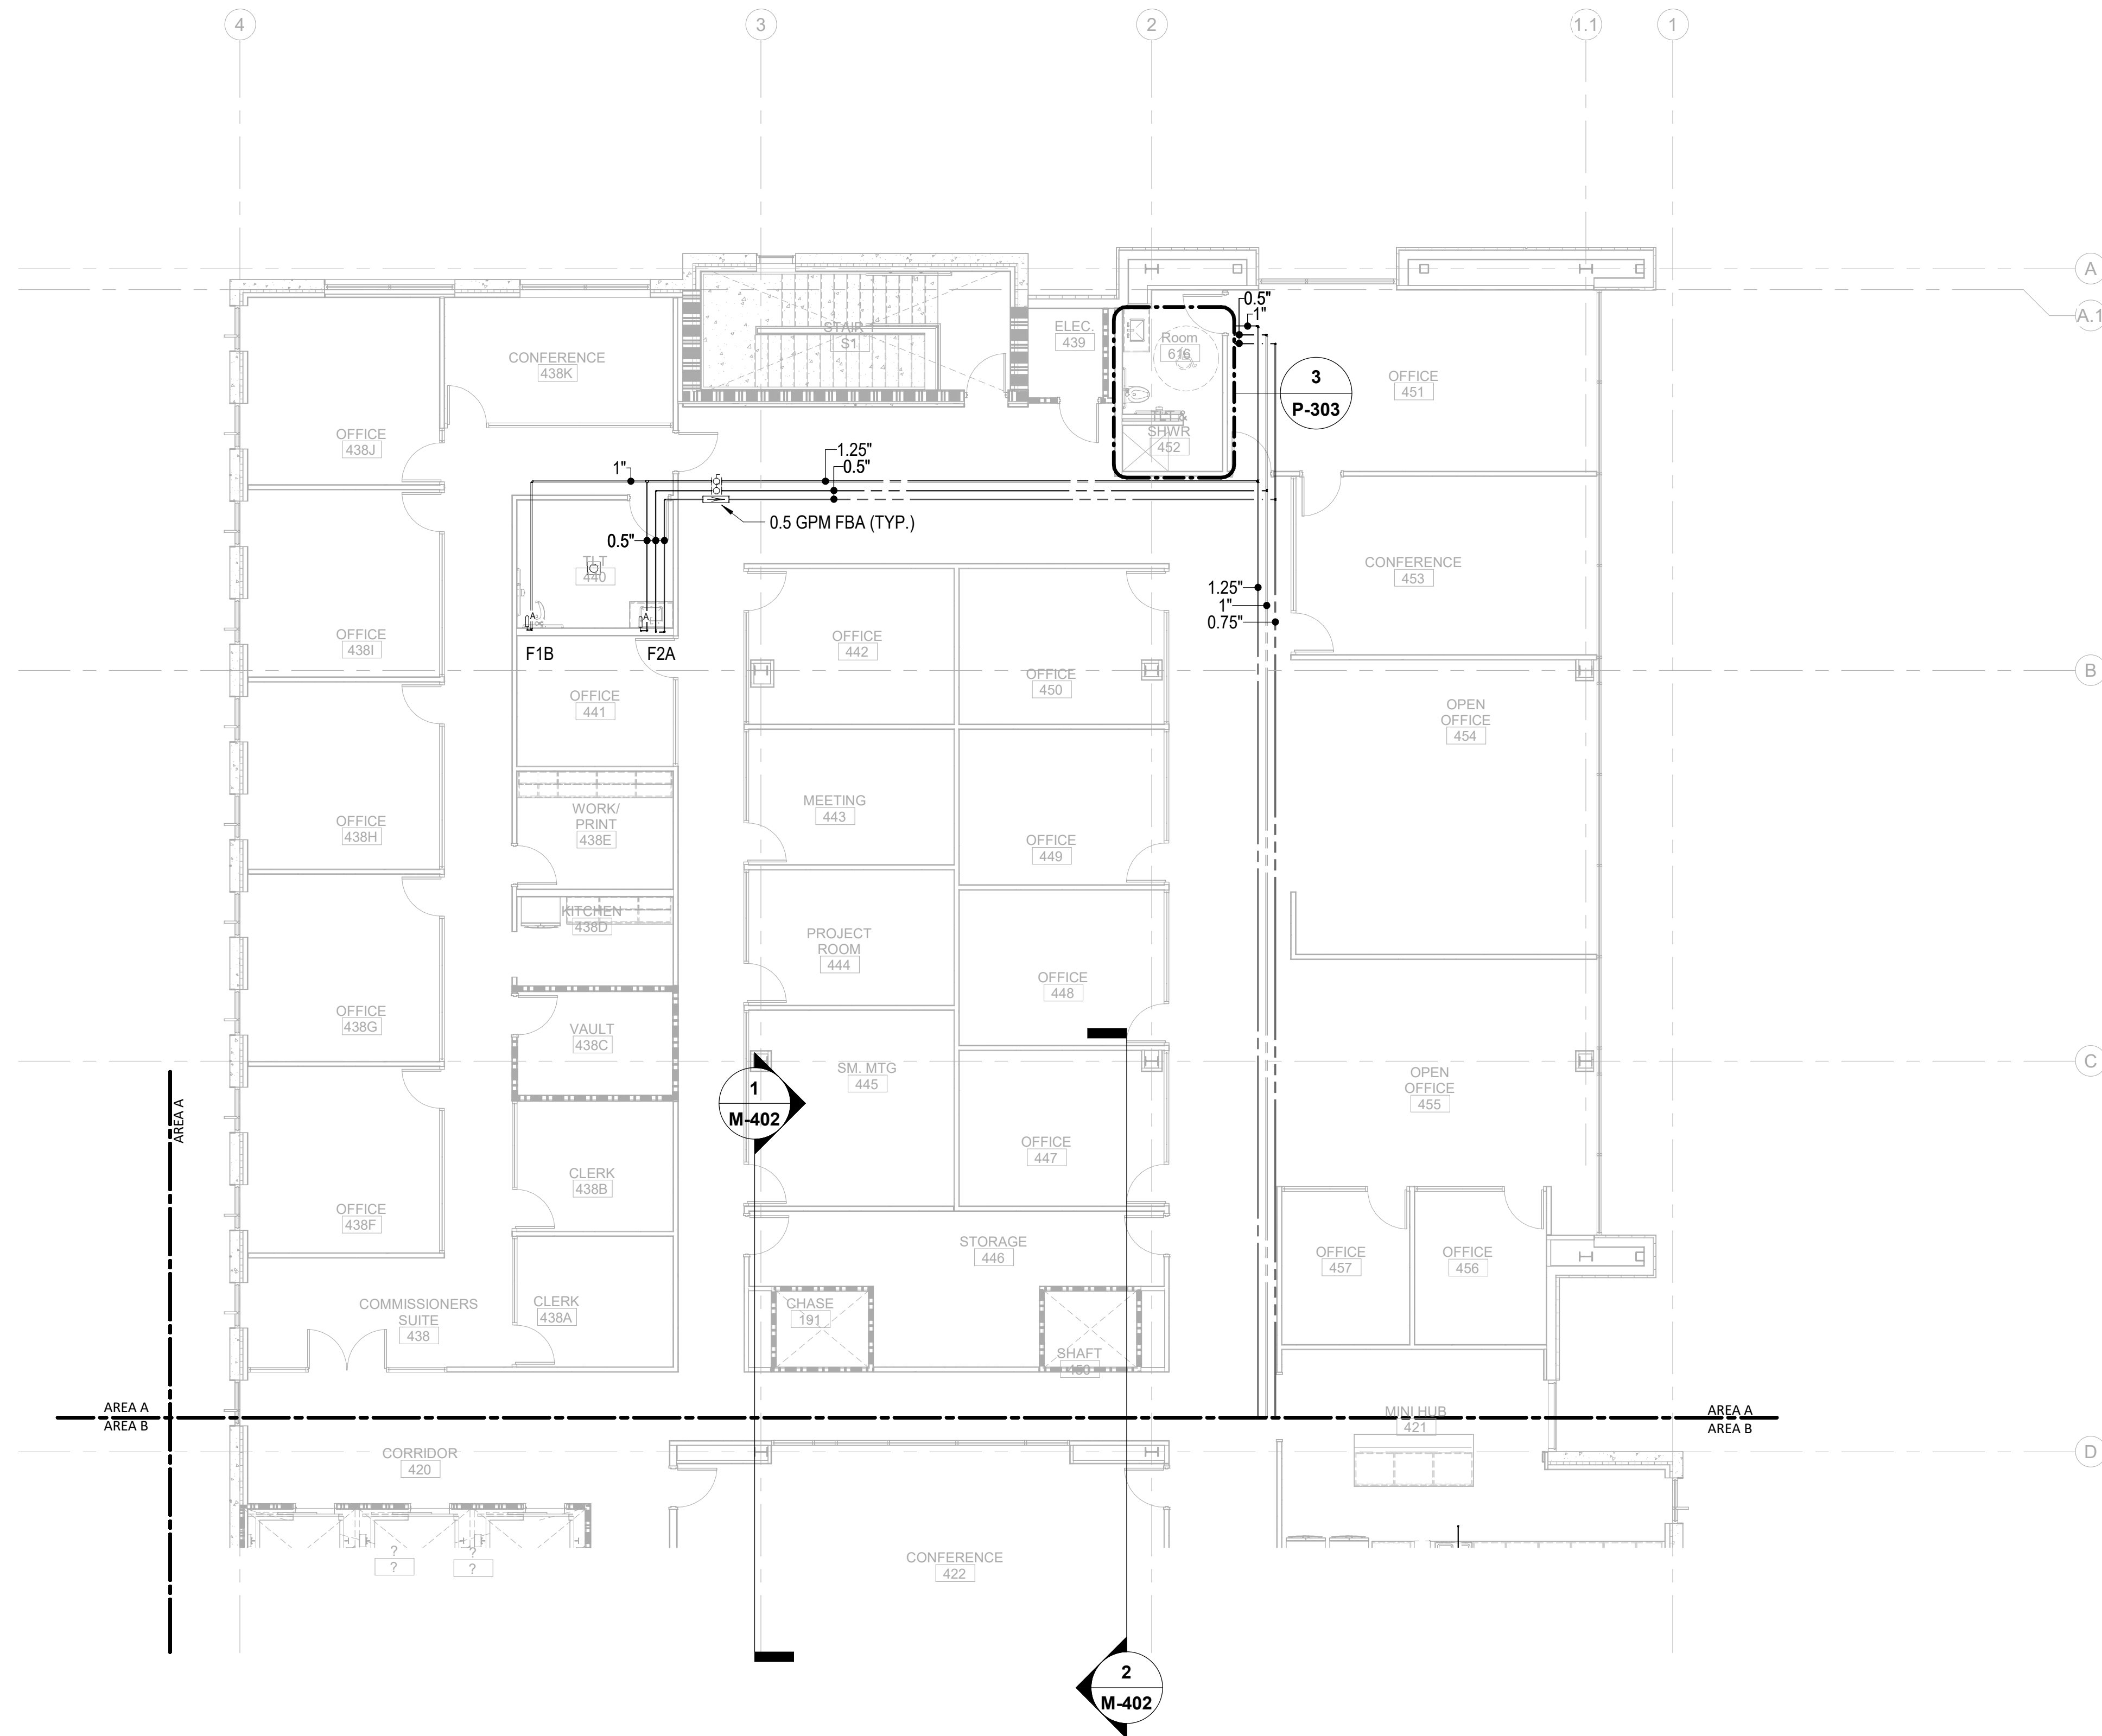 4
3
2
1.1
1
A
A.1
B
C
D
STAIR
S1
ELEC.
439
Room
616
0.5"
1"
3
P-303
OFFICE
451
CONFERENCE
438K
OFFICE
438J
TLT
SHWR
452
1"
1.25"
0.5"
0.5 GPM FBA (TYP.)
0.5"
TLT
440
A
A
F1B
F2A
CONFERENCE
453
1.25"
1"
0.75"
OFFICE
438I
OFFICE
442
OFFICE
450
OFFICE
441
OPEN
OFFICE
454
OFFICE
438H
WORK/
PRINT
438E
MEETING
443
OFFICE
449
KITCHEN
438D
PROJECT
ROOM
444
OFFICE
448
OFFICE
438G
VAULT
438C
SM. MTG
445
1
M-402
OPEN
OFFICE
455
AREA A
OFFICE
447
CLERK
438B
OFFICE
438F
STORAGE
446
OFFICE
457
OFFICE
456
COMMISSIONERS
SUITE
438
CLERK
438A
CHASE
191
SHAFT
AREA A
AREA B
MINI HUB
421
AREA A
AREA B
CORRIDOR
420
?
?
?
?
CONFERENCE
422
2
M-402